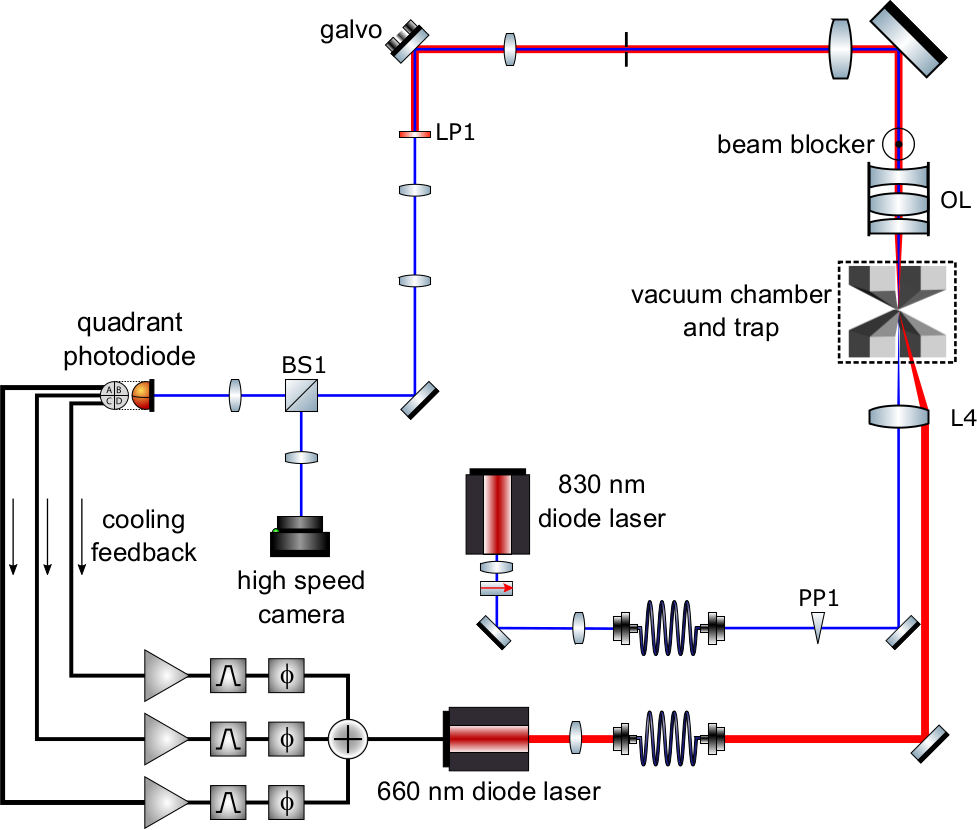 galvo
LP1
beam blocker
OL
vacuum chamber
and trap
quadrant
photodiode
BS1
A B
C D
L4
830 nm
diode laser
cooling
feedback
high speed
camera
PP1
ϕ
ϕ
ϕ
660 nm diode laser